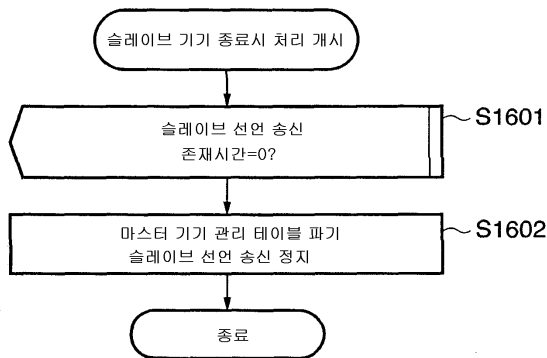 슬레이브 기기 종료시 처리 개시
슬레이브 선언 송신
존재시간=0?
S1601
마스터 기기 관리 테이블 파기
슬레이브 선언 송신 정지
S1602
종료